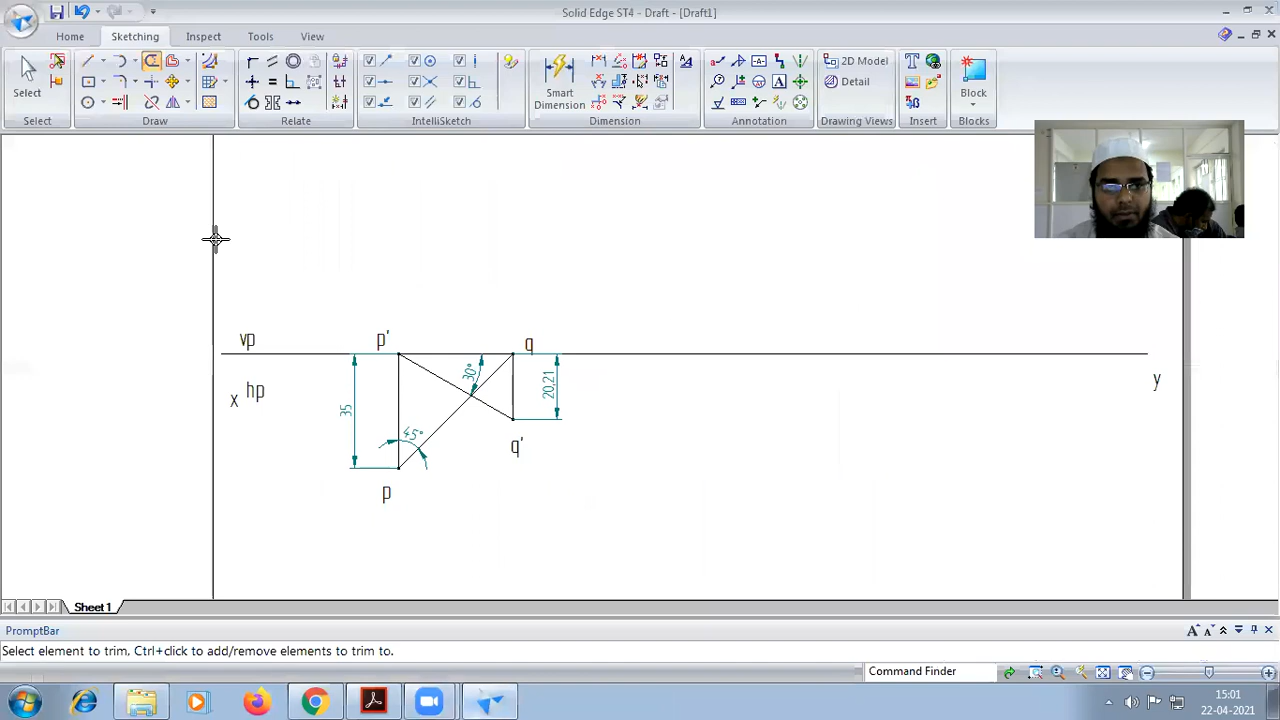 Solid Edge ST4 - Draft - [Draft1]
Home
Sketching
Inspect
Tools
View
Select
Smart
Dimension
2D Model
Detail
Block
Select
Draw
Relate
IntelliSketch
Dimension
Annotation
Drawing Views
Insert
Blocks
vp
p'
q
hp
x
y
30°
35
20,21
45°
q'
p
Sheet 1
PromptBar
Select element to trim, Ctrl+click to add/remove elements to trim to.
Command Finder
15:01
22-04-2021